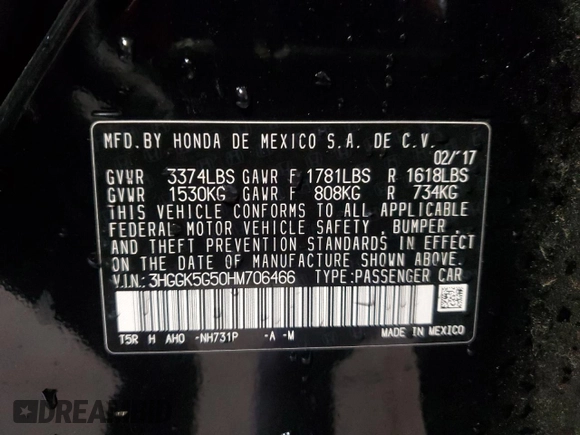 MFD. BY HONDA DE MEXICO S.A. DE C.V.
02/'17
GVWR 3374LBS GAWR F 1781LBS R 1618LBS
GVWR 1530KG GAWR F 808KG R 734KG
THIS VEHICLE CONFORMS TO ALL APPLICABLE
FEDERAL MOTOR VEHICLE SAFETY , BUMPER ,
AND THEFT PREVENTION STANDARDS IN EFFECT
ON THE DATE OF MANUFACTURE SHOWN ABOVE.
V.I.N.: 3HGGK5G50HM706466 TYPE:PASSENGER CAR
T5R H AH0 -NH731P -A -M MADE IN MEXICO
DREAMBID